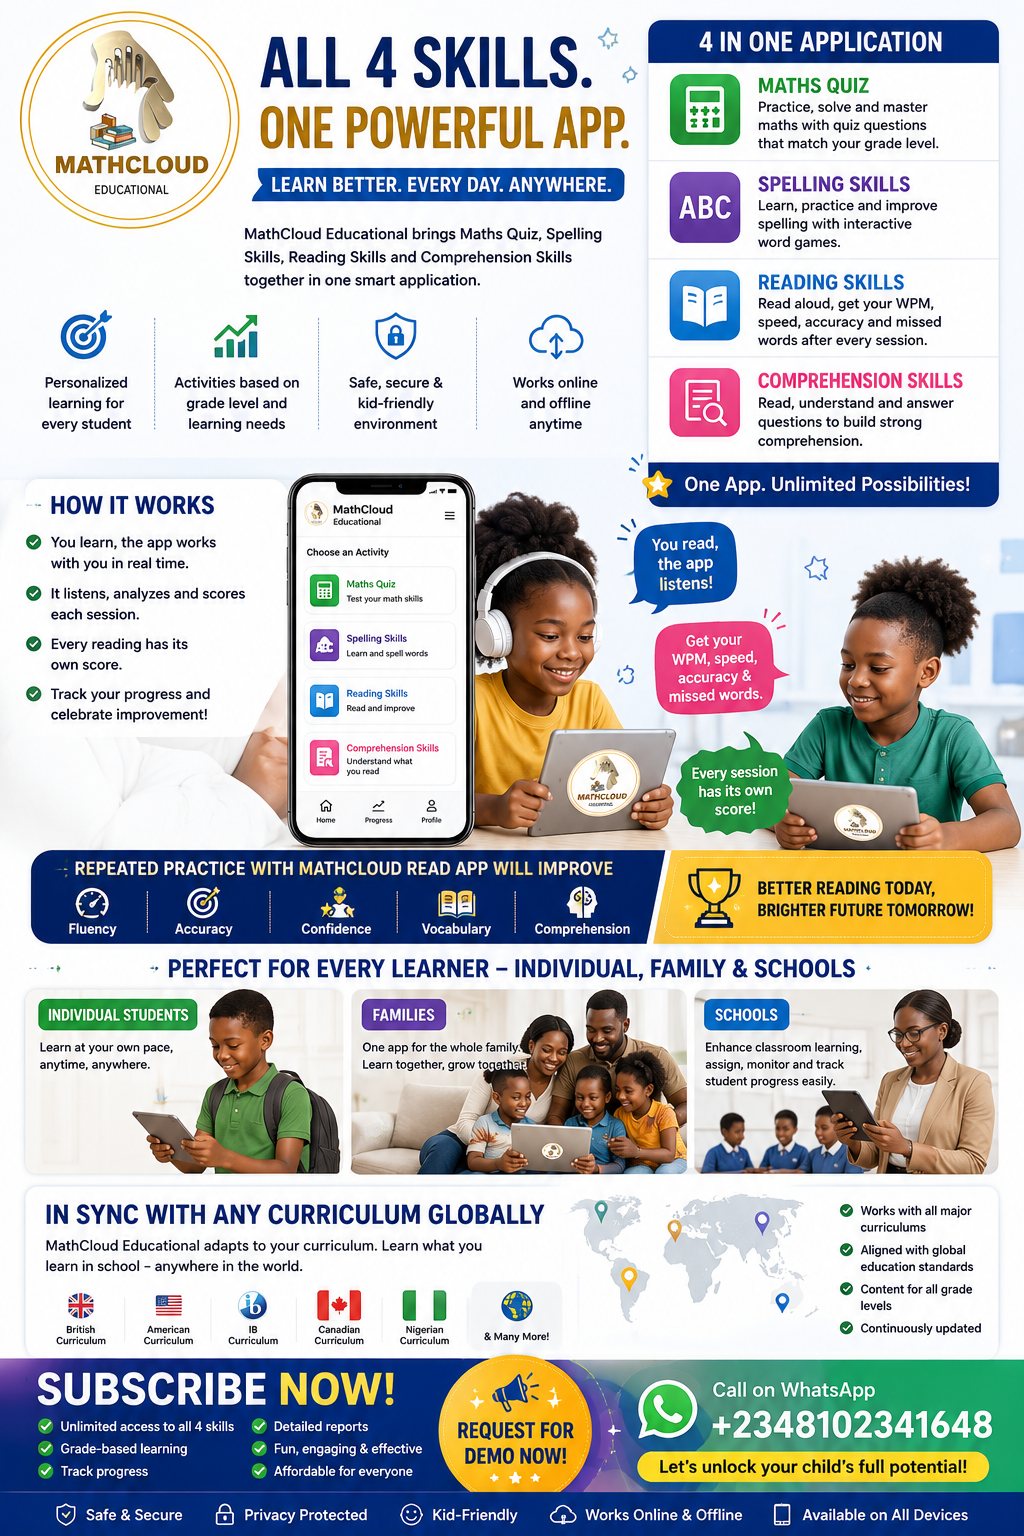 MATHCLOUD
EDUCATIONAL
ALL 4 SKILLS.
ONE POWERFUL APP.
LEARN BETTER. EVERY DAY. ANYWHERE.
MathCloud Educational brings Maths Quiz, Spelling
Skills, Reading Skills and Comprehension Skills
together in one smart application.
Personalized
learning for
every student
Activities based on
grade level and
learning needs
Safe, secure &
kid-friendly
environment
Works online
and offline
anytime
4 IN ONE APPLICATION
MATHS QUIZ
Practice, solve and master
maths with quiz questions
that match your grade level.
ABC
SPELLING SKILLS
Learn, practice and improve
spelling with interactive
word games.
READING SKILLS
Read aloud, get your WPM,
speed, accuracy and missed
words after every session.
COMPREHENSION SKILLS
Read, understand and answer
questions to build strong
comprehension.
One App. Unlimited Possibilities!
HOW IT WORKS
You learn, the app works
with you in real time.
It listens, analyzes and scores
each session.
Every reading has its
own score.
Track your progress and
celebrate improvement!
MathCloud
Educational
Choose an Activity
Maths Quiz
Test your math skills
Spelling Skills
Learn and spell words
Reading Skills
Read and improve
Comprehension Skills
Understand what
you read
Home
Progress
Profile
MATHCLOUD
You read,
the app
listens!
Get your
WPM, speed,
accuracy &
missed words.
Every session
has its own
score!
REPEATED PRACTICE WITH MATHCLOUD READ APP WILL IMPROVE
Fluency
Accuracy
Confidence
Vocabulary
Comprehension
BETTER READING TODAY,
BRIGHTER FUTURE TOMORROW!
PERFECT FOR EVERY LEARNER – INDIVIDUAL, FAMILY & SCHOOLS
INDIVIDUAL STUDENTS
Learn at your own pace,
anytime, anywhere.
FAMILIES
One app for the whole family.
Learn together, grow together.
SCHOOLS
Enhance classroom learning,
assign, monitor and track
student progress easily.
IN SYNC WITH ANY CURRICULUM GLOBALLY
MathCloud Educational adapts to your curriculum. Learn what you
learn in school – anywhere in the world.
British
Curriculum
American
Curriculum
IB
Curriculum
Canadian
Curriculum
Nigerian
Curriculum
& Many More!
Works with all major
curriculums
Aligned with global
education standards
Content for all grade
levels
Continuously updated
SUBSCRIBE NOW!
Unlimited access to all 4 skills
Grade-based learning
Track progress
Detailed reports
Fun, engaging & effective
Affordable for everyone
REQUEST FOR
DEMO NOW!
Call on WhatsApp
+2348102341648
Let's unlock your child's full potential!
Safe & Secure
Privacy Protected
Kid-Friendly
Works Online & Offline
Available on All Devices